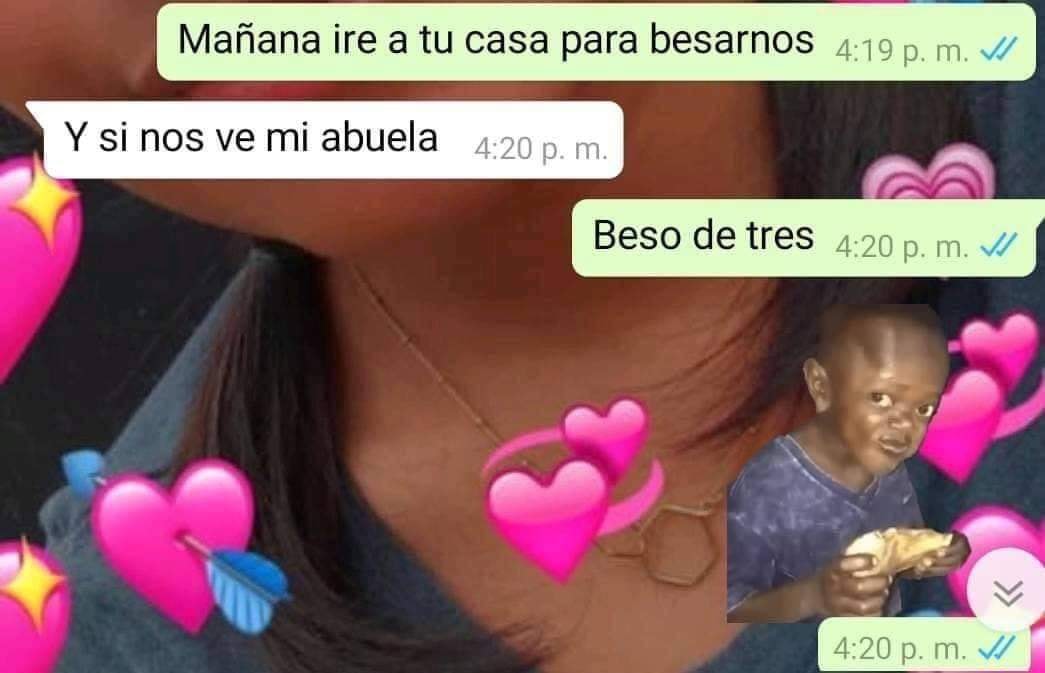 Mañana ire a tu casa para besarnos 4:19 p. m.
Y si nos ve mi abuela 4:20 p. m.
Beso de tres 4:20 p. m.
4:20 p. m.